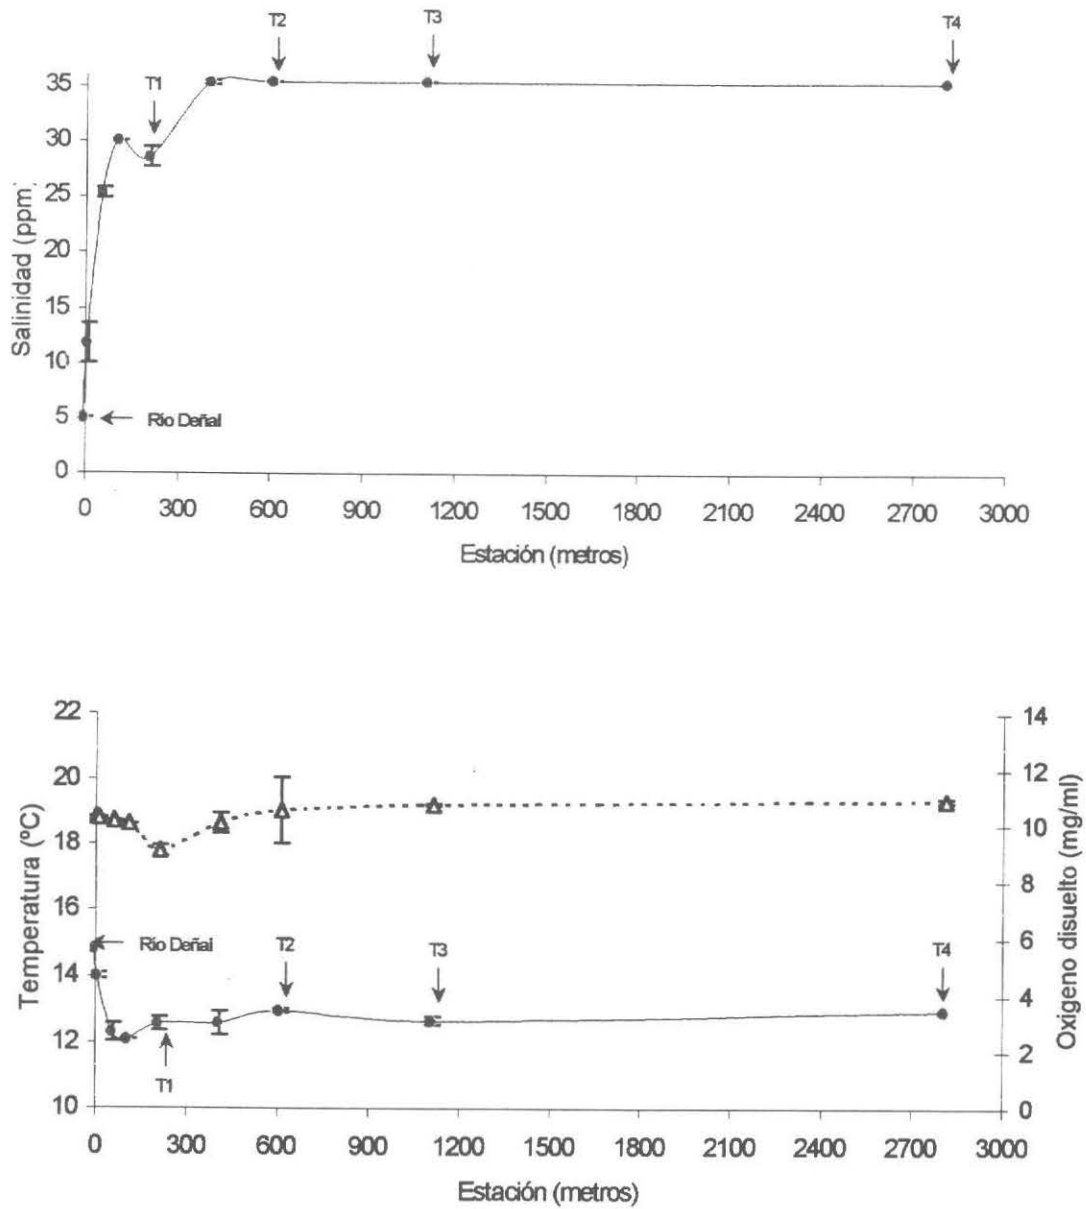 T2
T3
T4
T1
35
30
25
20
15
10
5
0
Salinidad (ppm)
Río Deñal
0 300 600 900 1200 1500 1800 2100 2400 2700 3000
Estación (metros)
22
20
18
16
14
12
10
Temperatura (ºC)
14
12
10
8
6
4
2
0
Oxigeno disuelto (mg/ml)
Río Deñal
T2
T3
T4
T1
0 300 600 900 1200 1500 1800 2100 2400 2700 3000
Estación (metros)